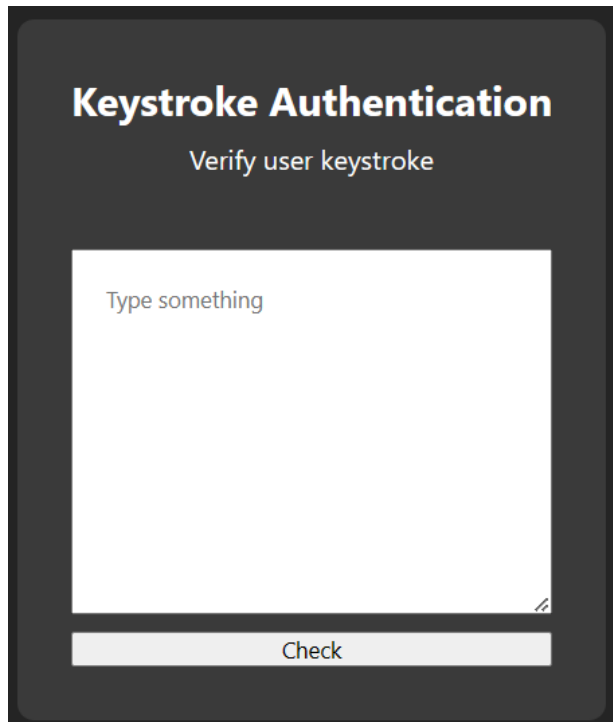 Keystroke Authentication
Verify user keystroke
Type something
Check